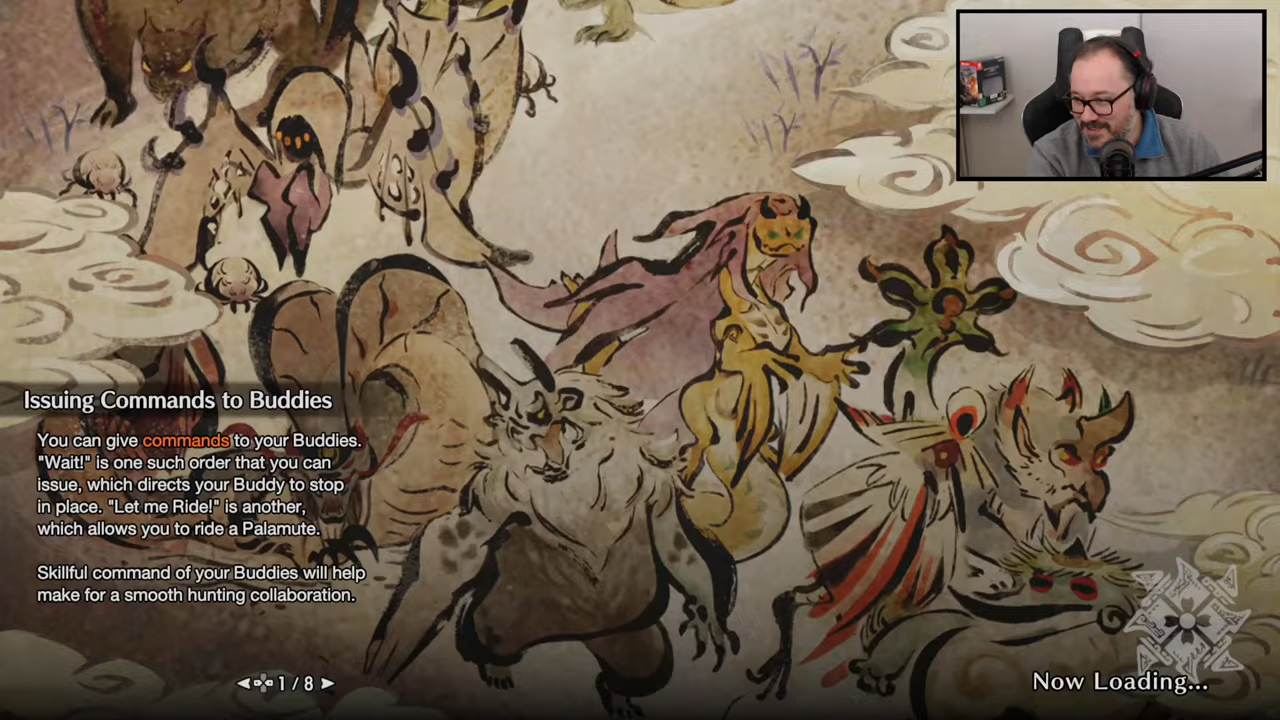 Issuing Commands to Buddies
You can give commands to your Buddies.
"Wait!" is one such order that you can
issue, which directs your Buddy to stop
in place. "Let me Ride!" is another,
which allows you to ride a Palamute.
Skillful command of your Buddies will help
make for a smooth hunting collaboration.
1 / 8
Now Loading...